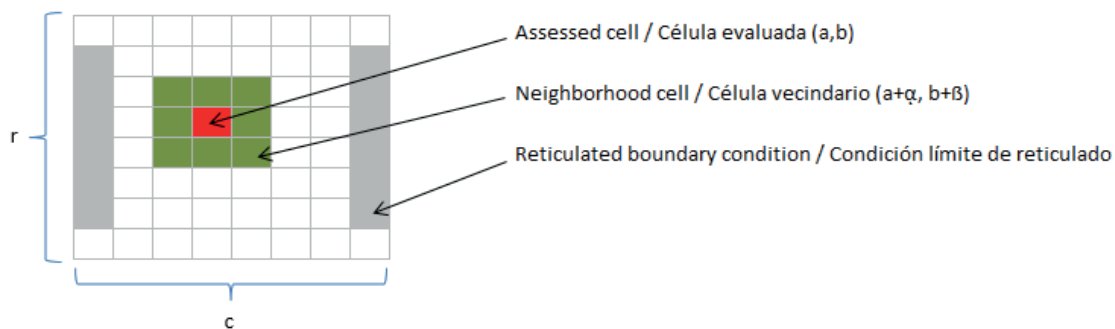 Assessed cell / Célula evaluada (a,b)
Neighborhood cell / Célula vecindario (a+α, b+ß)
r
Reticulated boundary condition / Condición límite de reticulado
c